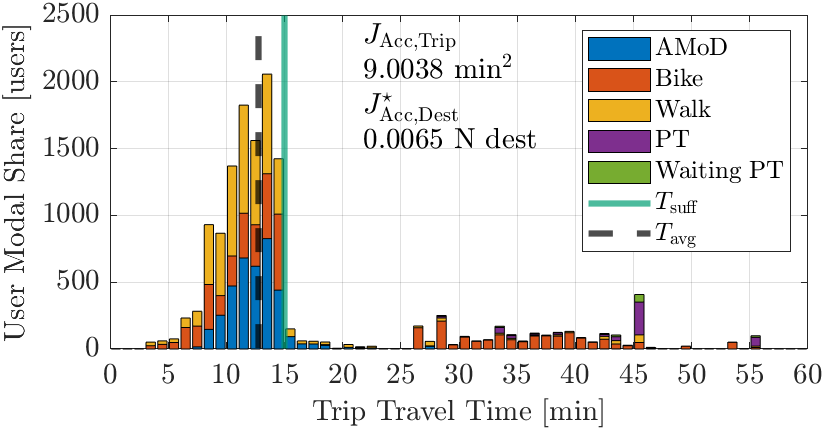 2500
2000
1500
1000
500
0
User Modal Share [users]
J_Acc,Trip
9.0038 min²
J⋆_Acc,Dest
0.0065 N dest
AMoD
Bike
Walk
PT
Waiting PT
T_suff
T_avg
0 5 10 15 20 25 30 35 40 45 50 55 60
Trip Travel Time [min]